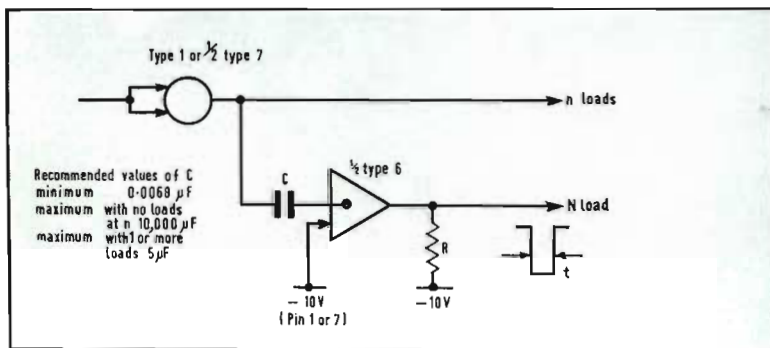 Type 1 or ½ type 7
n loads
½ type 6
Recommended values of C
minimum 0·0068 µF
maximum with no loads
at n 10,000 µF
maximum with 1 or more
loads 5µF
C
N load
R
t
– 10V
(Pin 1 or 7)
–10V